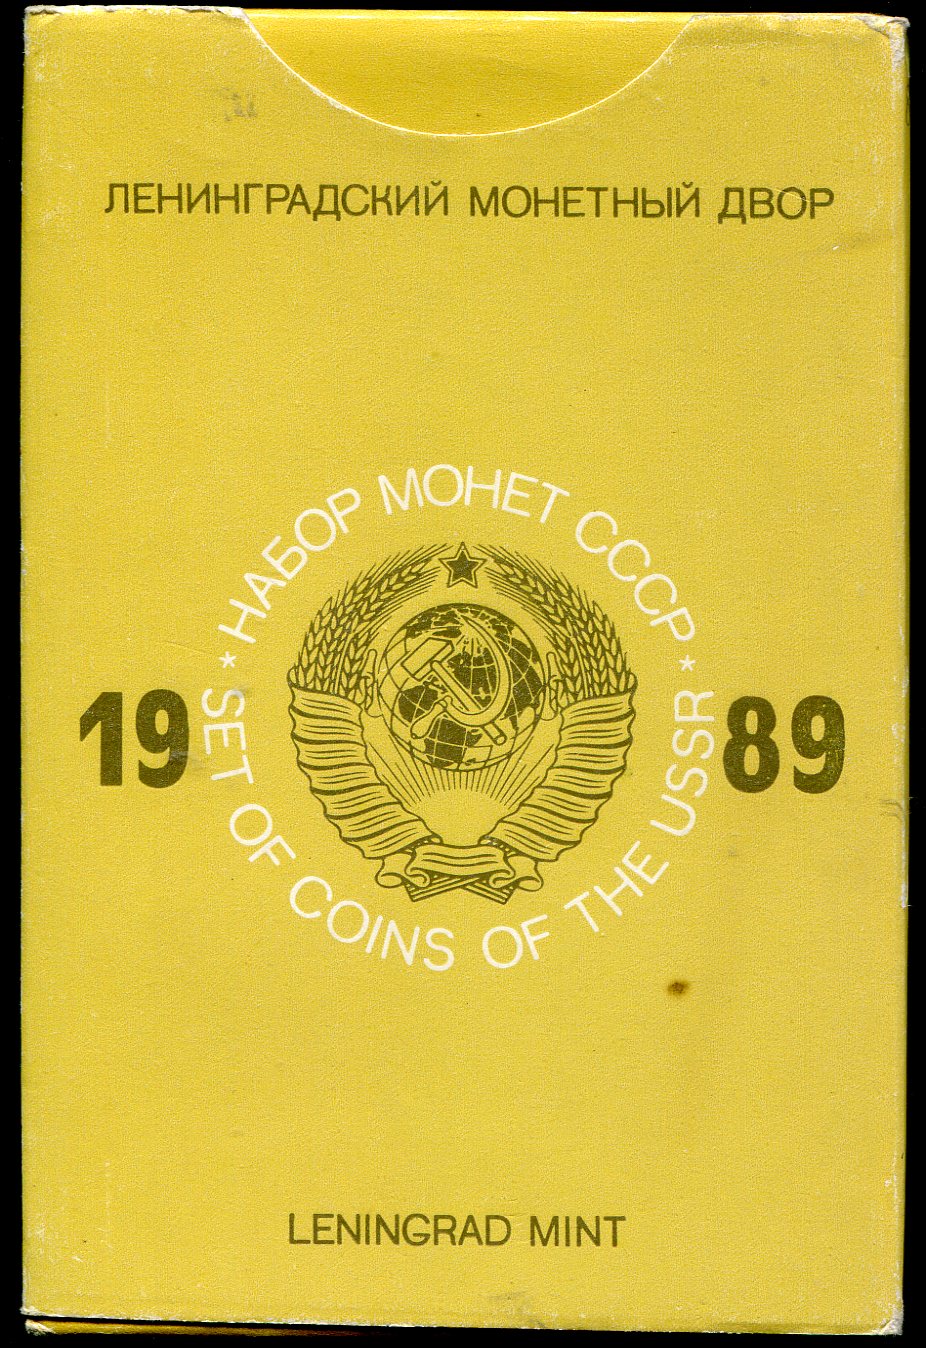 ЛЕНИНГРАДСКИЙ МОНЕТНЫЙ ДВОР
* НАБОР МОНЕТ СССР *
19 89
SET OF COINS OF THE USSR
LENINGRAD MINT